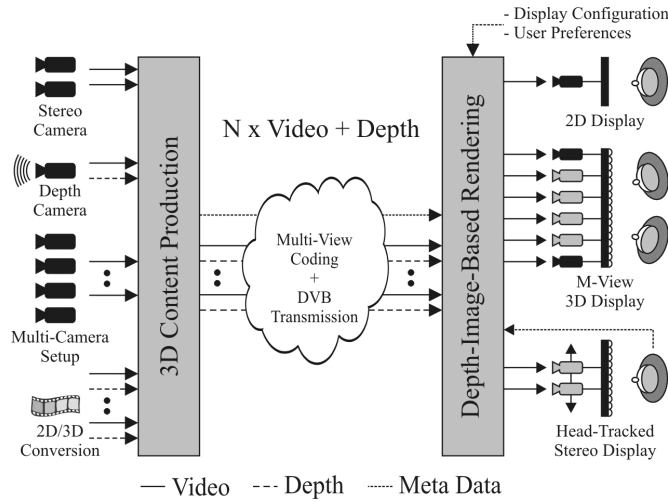 - Display Configuration
- User Preferences
Stereo
Camera
Depth
Camera
Multi-Camera
Setup
2D/3D
Conversion
3D Content Production
N x Video + Depth
Multi-View
Coding
+
DVB
Transmission
Depth-Image-Based Rendering
2D Display
M-View
3D Display
Head-Tracked
Stereo Display
Video
Depth
Meta Data